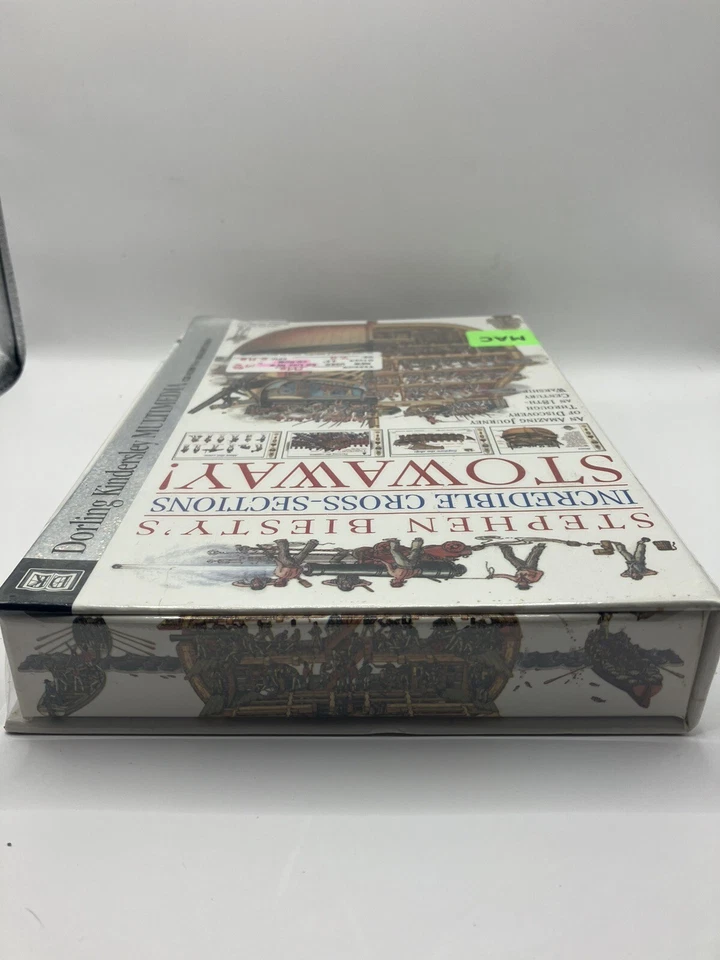 Dorling Kindersley MULTIMEDIA
DK
STEPHEN BIESTY'S
INCREDIBLE CROSS-SECTIONS
STOWAWAY!
AN AMAZING JOURNEY
OF DISCOVERY
THROUGH
AN 18TH-
CENTURY
WARSHIP
MAC